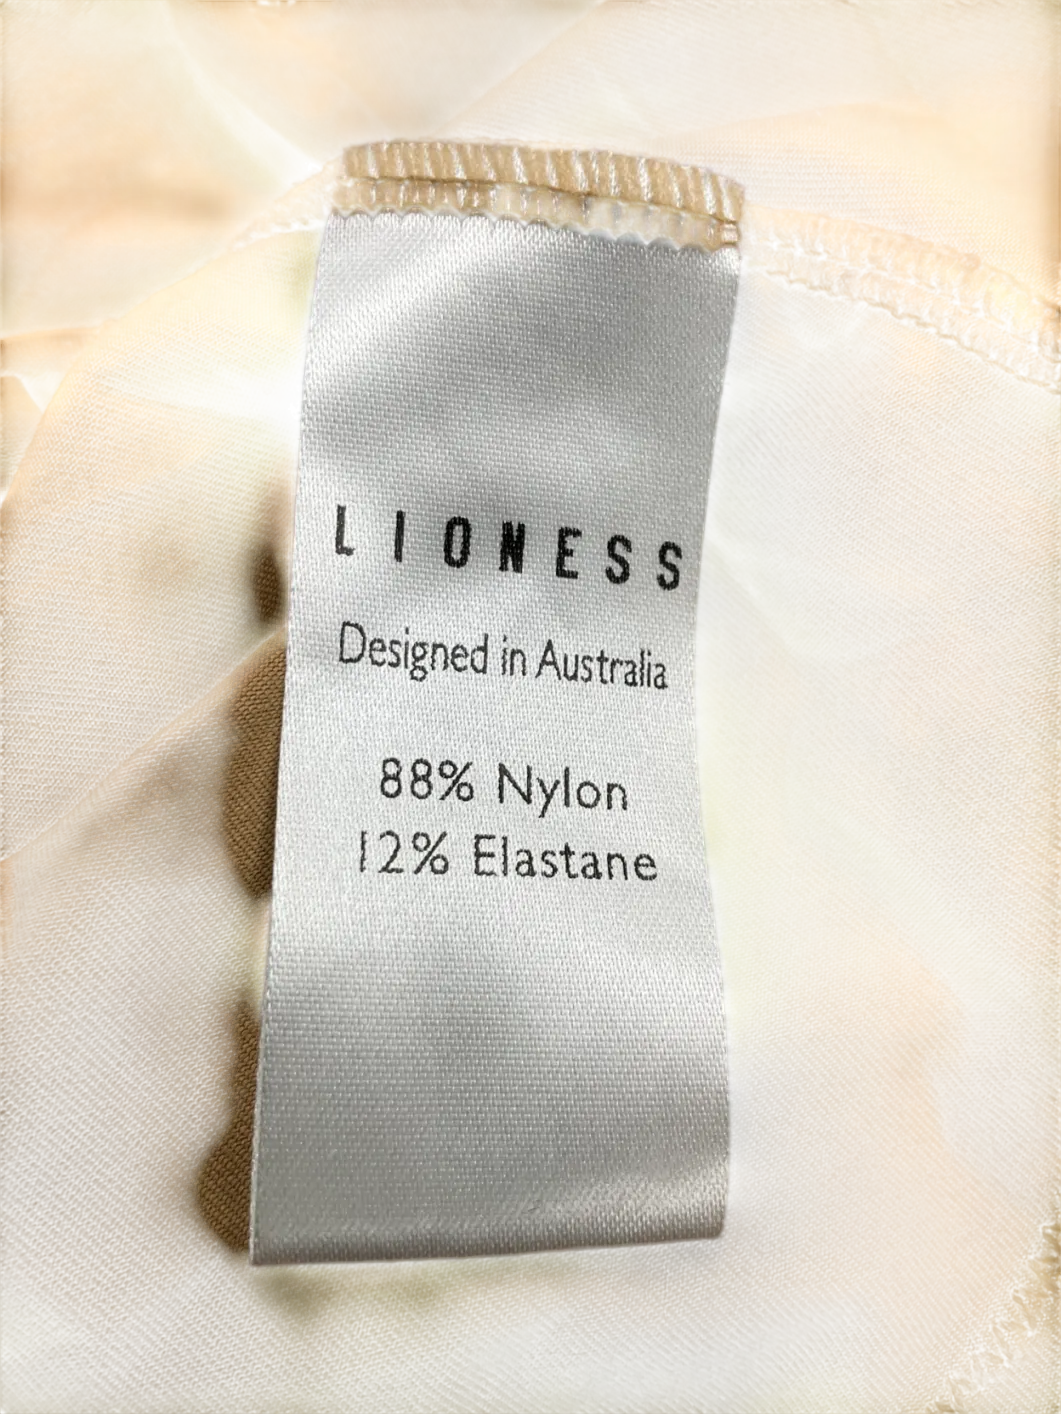 LIONESS
Designed in Australia
88% Nylon
12% Elastane